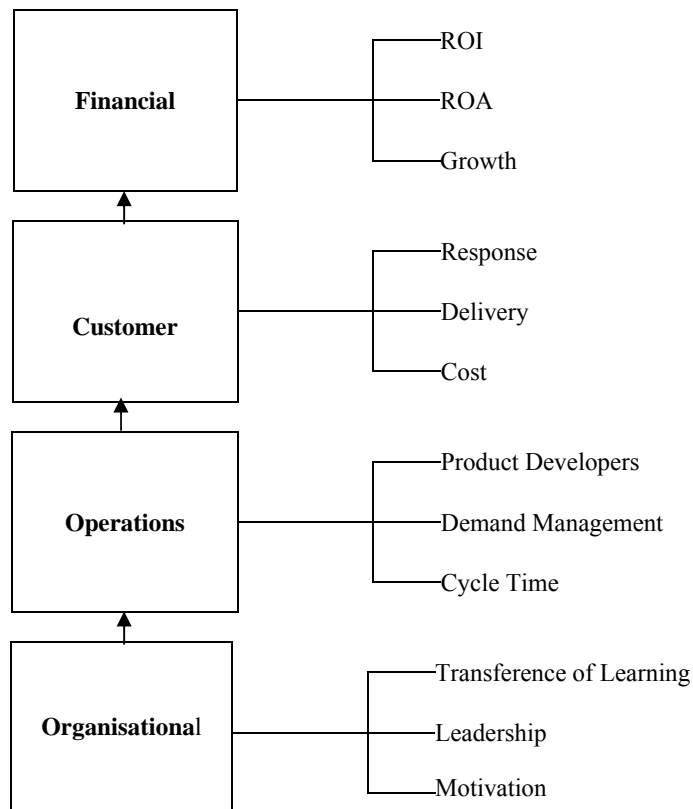 Financial
ROI
ROA
Growth
Customer
Response
Delivery
Cost
Operations
Product Developers
Demand Management
Cycle Time
Organisational
Transference of Learning
Leadership
Motivation